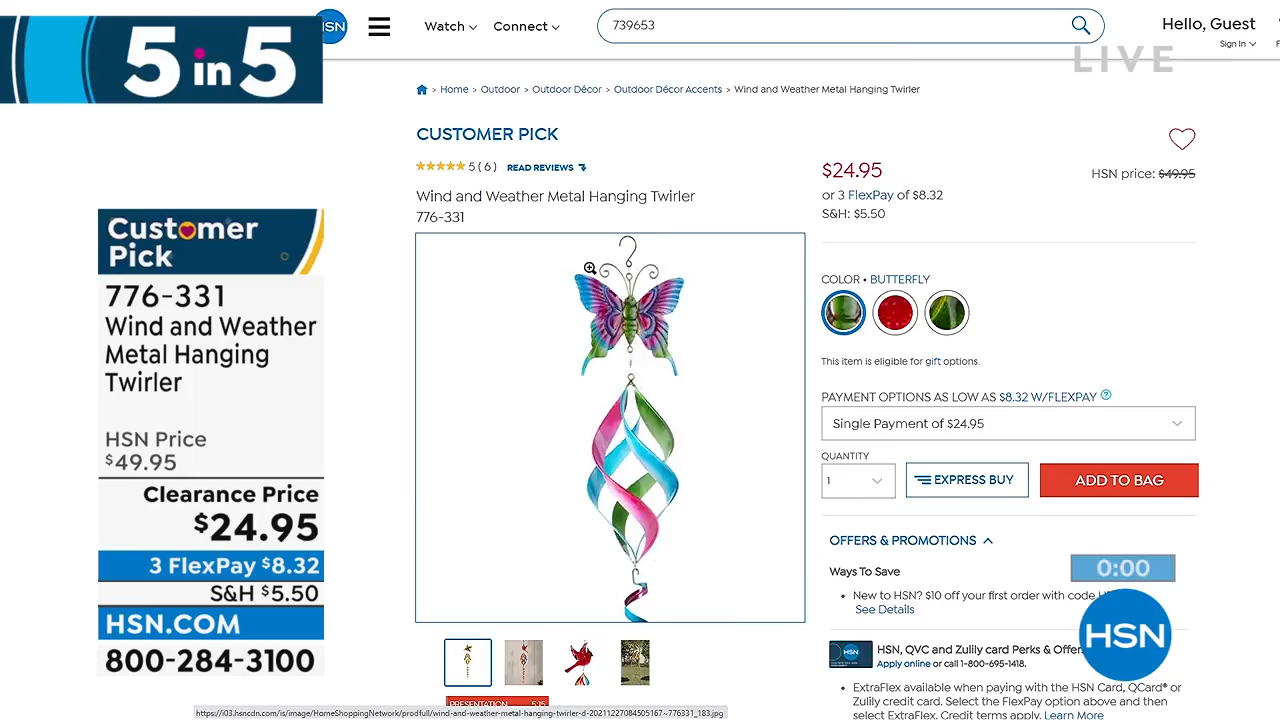 5 in 5
HSN
Watch
Connect
739653
Hello, Guest
Sign In
LIVE
> Home > Outdoor > Outdoor Décor > Outdoor Décor Accents > Wind and Weather Metal Hanging Twirler
CUSTOMER PICK
5 ( 6 ) READ REVIEWS
Wind and Weather Metal Hanging Twirler
776-331
$24.95
HSN price: $49.95
or 3 FlexPay of $8.32
S&H: $5.50
COLOR • BUTTERFLY
This item is eligible for gift options.
PAYMENT OPTIONS AS LOW AS $8.32 W/FLEXPAY ?
Single Payment of $24.95
QUANTITY
1
EXPRESS BUY
ADD TO BAG
OFFERS & PROMOTIONS
Ways To Save
0:00
• New to HSN? $10 off your first order with code
See Details
HSN
HSN, QVC and Zulily card Perks & Offer
Apply online or call 1-800-695-1418.
• ExtraFlex available when paying with the HSN Card, QCard® or
Zulily credit card. Select the FlexPay option above and then
select ExtraFlex. Credit terms apply. Learn More
HSN
Customer
Pick
776-331
Wind and Weather
Metal Hanging
Twirler
HSN Price
$49.95
Clearance Price
$24.95
3 FlexPay $8.32
S&H $5.50
HSN.COM
800-284-3100
PRESENTATION 5:15
https://i03.hsncdn.com/is/image/HomeShoppingNetwork/prodfull/wind-and-weather-metal-hanging-twirler-d-20211227084505167~776331_183.jpg